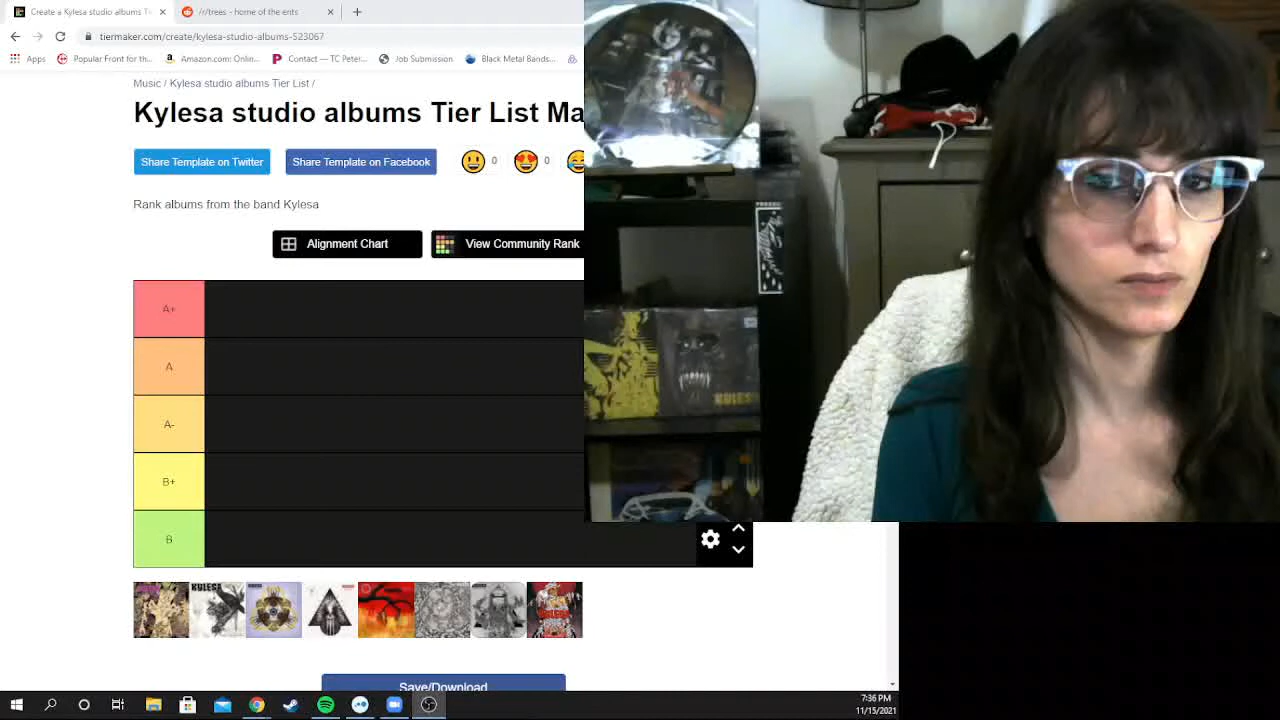 Create a Kylesa studio albums T
///trees - home of the ents
tiermaker.com/create/kylesa-studio-albums-523067
Apps
Popular Front for th...
Amazon.com: Onlin...
Contact — TC Peter...
Job Submission
Black Metal Bands...
Music / Kylesa studio albums Tier List /
Kylesa studio albums Tier List Ma
Share Template on Twitter
Share Template on Facebook
0
0
Rank albums from the band Kylesa
Alignment Chart
View Community Rank
A+
A
A-
B+
B
KYLESA
Save/Download
7:36 PM
11/15/2021